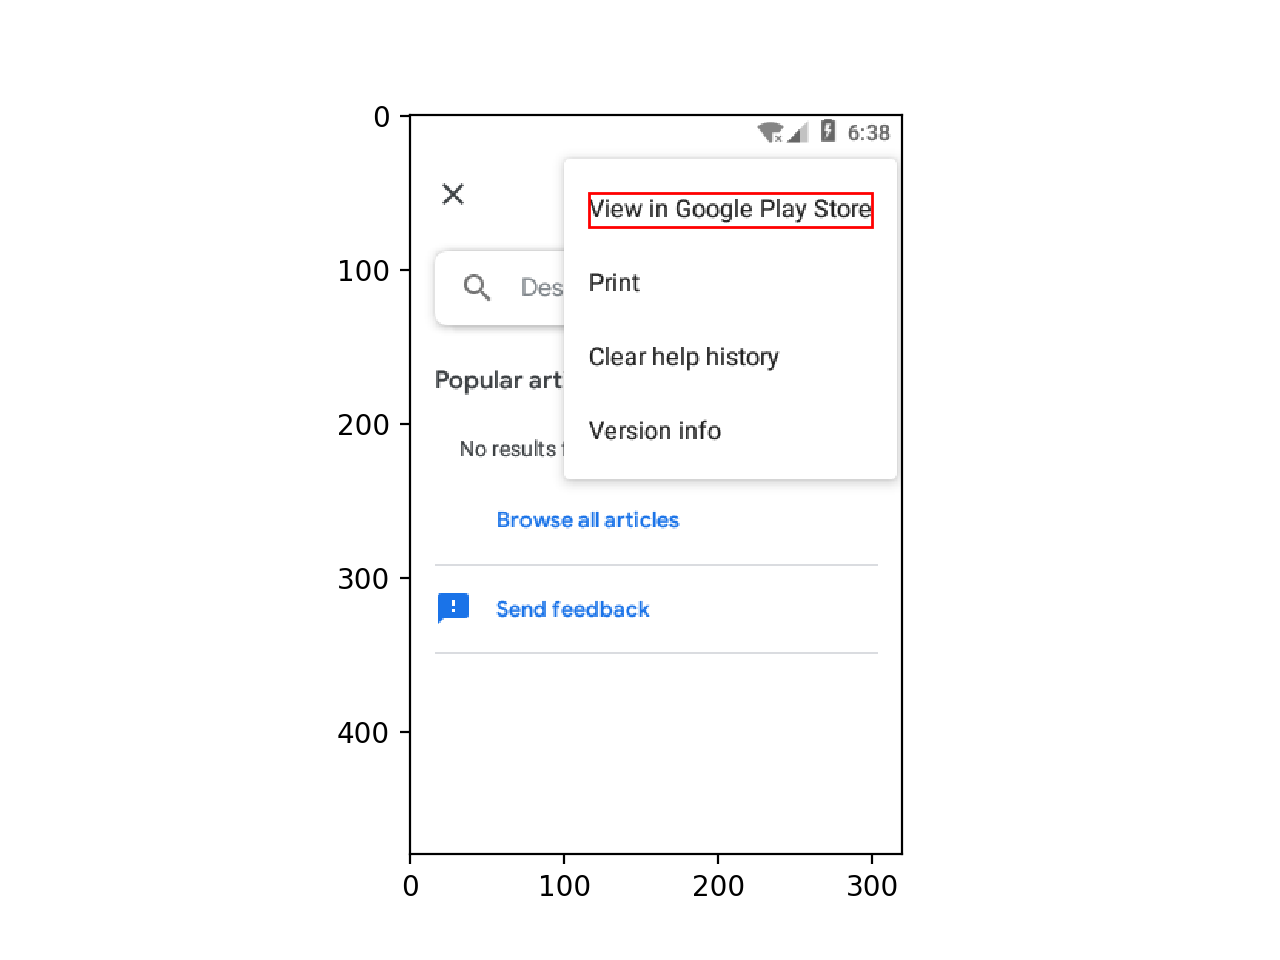 0
6:38
View in Google Play Store
100
Des
Print
Clear help history
Popular art
200
Version info
No results
Browse all articles
300
Send feedback
400
0 100 200 300